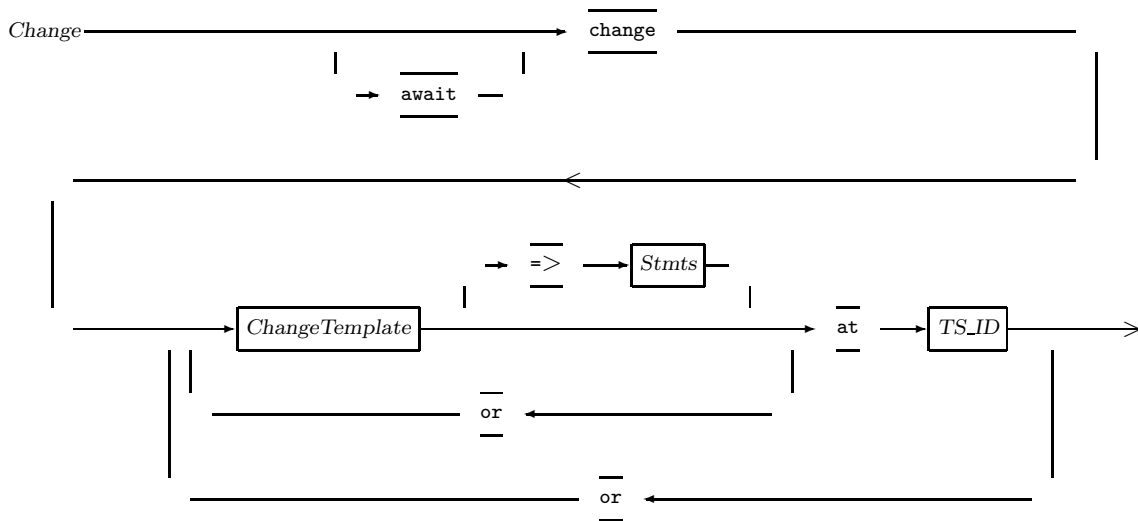 Change change
await
=> Stmts
ChangeTemplate at TS_ID
or
or